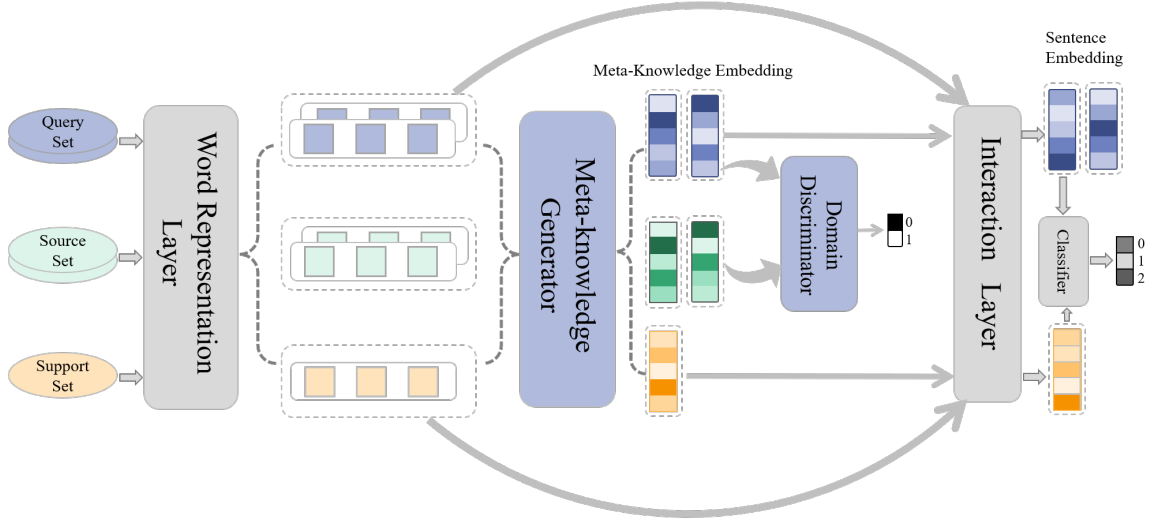 Query
Set
Source
Set
Support
Set
Word Representation
Layer
Meta-knowledge
Generator
Meta-Knowledge Embedding
Domain
Discriminator
0
1
Interaction Layer
Sentence
Embedding
Classifier
0
1
2